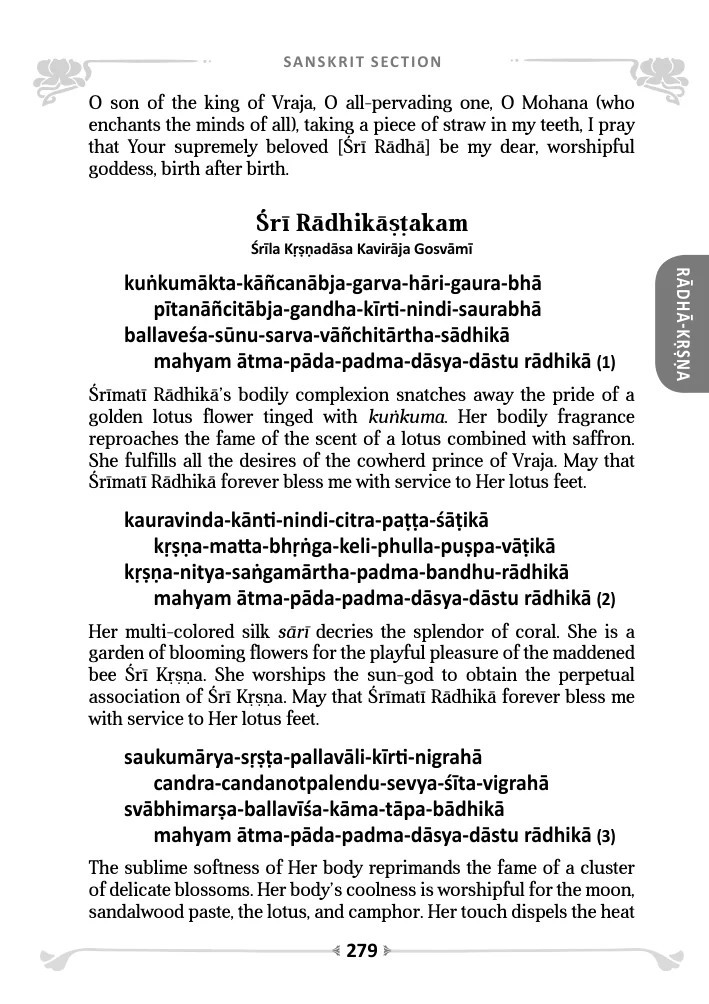 SANSKRIT SECTION
O son of the king of Vraja, O all-pervading one, O Mohana (who
enchants the minds of all), taking a piece of straw in my teeth, I pray
that Your supremely beloved [Śrī Rādhā] be my dear, worshipful
goddess, birth after birth.
Śrī Rādhikāṣṭakam
Śrīla Kṛṣṇadāsa Kavirāja Gosvāmī
kuṅkumākta-kāñcanābja-garva-hāri-gaura-bhā
pītanāñcitābja-gandha-kīrti-nindi-saurabhā
ballaveśa-sūnu-sarva-vāñchitārtha-sādhikā
mahyam ātma-pāda-padma-dāsya-dāstu rādhikā (1)
Śrīmatī Rādhikā’s bodily complexion snatches away the pride of a
golden lotus flower tinged with kuṅkuma. Her bodily fragrance
reproaches the fame of the scent of a lotus combined with saffron.
She fulfills all the desires of the cowherd prince of Vraja. May that
Śrīmatī Rādhikā forever bless me with service to Her lotus feet.
kauravinda-kānti-nindi-citra-paṭṭa-śāṭikā
kṛṣṇa-matta-bhṛṅga-keli-phulla-puṣpa-vāṭikā
kṛṣṇa-nitya-saṅgamārtha-padma-bandhu-rādhikā
mahyam ātma-pāda-padma-dāsya-dāstu rādhikā (2)
Her multi-colored silk sārī decries the splendor of coral. She is a
garden of blooming flowers for the playful pleasure of the maddened
bee Śrī Kṛṣṇa. She worships the sun-god to obtain the perpetual
association of Śrī Kṛṣṇa. May that Śrīmatī Rādhikā forever bless me
with service to Her lotus feet.
saukumārya-sṛṣṭa-pallavāli-kīrti-nigrahā
candra-candanotpalendu-sevya-śīta-vigrahā
svābhimarṣa-ballavīśa-kāma-tāpa-bādhikā
mahyam ātma-pāda-padma-dāsya-dāstu rādhikā (3)
The sublime softness of Her body reprimands the fame of a cluster
of delicate blossoms. Her body’s coolness is worshipful for the moon,
sandalwood paste, the lotus, and camphor. Her touch dispels the heat
RĀDHĀ-KṚṢṆA
279